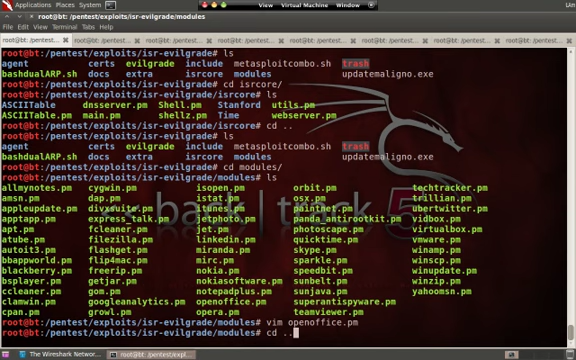 Applications Places System View Virtual Machine Window
root@bt: /pentest/exploits/isr-evilgrade/modules
File Edit View Terminal Tabs Help
root@bt:/pentest/exploits/isr-evilgrade# ls
agent certs evilgrade include metasploitcombo.sh trash
bashdualARP.sh docs extra isrcore modules updatemaligno.exe
root@bt:/pentest/exploits/isr-evilgrade# cd isrcore/
root@bt:/pentest/exploits/isr-evilgrade/isrcore# ls
ASCIITable dnsserver.pm Shell.pm Stanford utils.pm
ASCIITable.pm main.pm shellz.pm Time webserver.pm
root@bt:/pentest/exploits/isr-evilgrade/isrcore# cd ..
root@bt:/pentest/exploits/isr-evilgrade# ls
agent certs evilgrade include metasploitcombo.sh trash
bashdualARP.sh docs extra isrcore modules updatemaligno.exe
root@bt:/pentest/exploits/isr-evilgrade# cd modules/
root@bt:/pentest/exploits/isr-evilgrade/modules# ls
allmynotes.pm cygwin.pm isopen.pm orbit.pm techtracker.pm
amsn.pm dap.pm istat.pm osx.pm trillian.pm
appleupdate.pm divxsuite.pm itunes.pm paintnet.pm ubertwitter.pm
apptapp.pm express_talk.pm jetphoto.pm panda_antirootkit.pm vidbox.pm
apt.pm fcleaner.pm jet.pm photoscape.pm virtualbox.pm
atube.pm filezilla.pm linkedin.pm quicktime.pm vmware.pm
autoit3.pm flashget.pm miranda.pm skype.pm winamp.pm
bbappworld.pm flip4mac.pm mirc.pm sparkle.pm winscp.pm
blackberry.pm freerip.pm nokia.pm speedbit.pm winupdate.pm
bsplayer.pm getjar.pm nokiasoftware.pm sunbelt.pm winzip.pm
ccleaner.pm gom.pm notepadplus.pm sunjava.pm yahoomsn.pm
clamwin.pm googleanalytics.pm openoffice.pm superantispyware.pm
cpan.pm growl.pm opera.pm teamviewer.pm
root@bt:/pentest/exploits/isr-evilgrade/modules# vim openoffice.pm
root@bt:/pentest/exploits/isr-evilgrade/modules# cd ..
<< back | track 5
The Wireshark Netw...